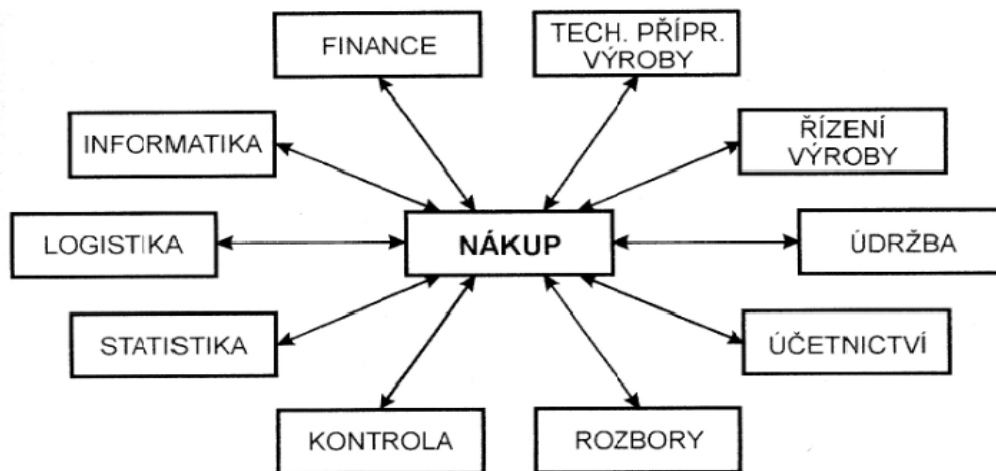 FINANCE
TECH. PŘÍPR.
VÝROBY
INFORMATIKA
ŘÍZENÍ
VÝROBY
LOGISTIKA
NÁKUP
ÚDRŽBA
STATISTIKA
ÚČETNICTVÍ
KONTROLA
ROZBORY